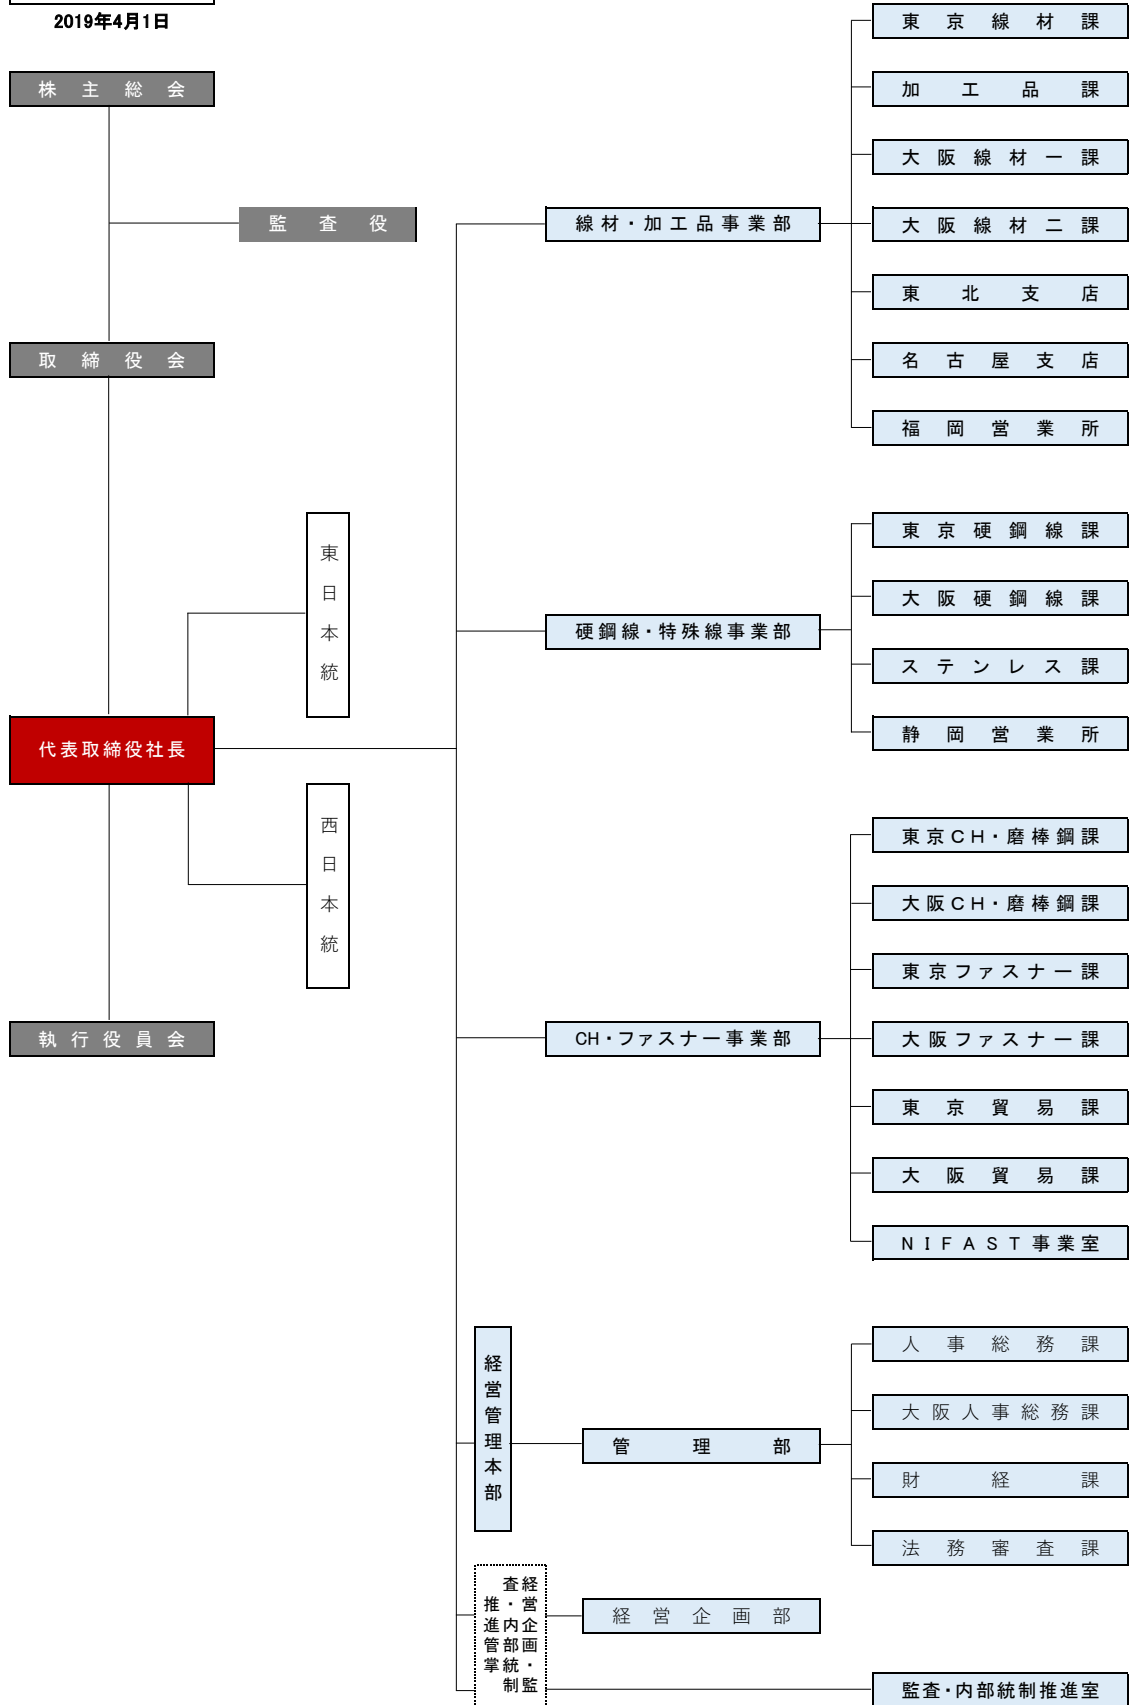 2019年4月1日
株主総会
監査役
取締役会
東日本統
代表取締役社長
西日本統
執行役員会
線材・加工品事業部
東京線材課
加工品課
大阪線材一課
大阪線材二課
東北支店
名古屋支店
福岡営業所
硬鋼線・特殊線事業部
東京硬鋼線課
大阪硬鋼線課
ステンレス課
静岡営業所
CH・ファスナー事業部
東京CH・磨棒鋼課
大阪CH・磨棒鋼課
東京ファスナー課
大阪ファスナー課
東京貿易課
大阪貿易課
NIFAST事業室
経営管理本部
管理部
人事総務課
大阪人事総務課
財経課
法務審査課
経営企画・監
査・内部統制
推進管掌
経営企画部
監査・内部統制推進室